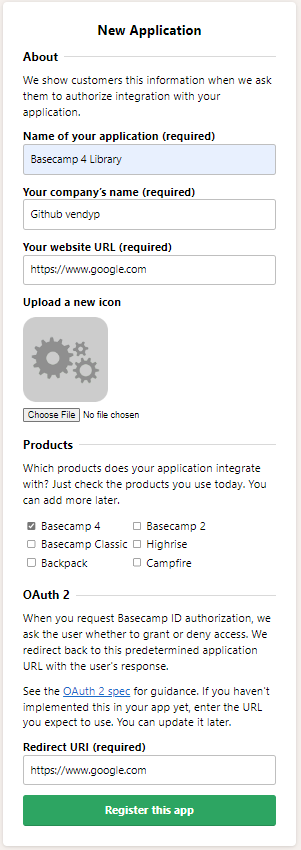 New Application
About
We show customers this information when we ask
them to authorize integration with your
application.
Name of your application (required)
Basecamp 4 Library
Your company's name (required)
Github vendyp
Your website URL (required)
https://www.google.com
Upload a new icon
Choose File No file chosen
Products
Which products does your application integrate
with? Just check the products you use today. You
can add more later.
Basecamp 4 Basecamp 2
Basecamp Classic Highrise
Backpack Campfire
OAuth 2
When you request Basecamp ID authorization, we
ask the user whether to grant or deny access. We
redirect back to this predetermined application
URL with the user's response.
See the OAuth 2 spec for guidance. If you haven't
implemented this in your app yet, enter the URL
you expect to use. You can update it later.
Redirect URI (required)
https://www.google.com
Register this app